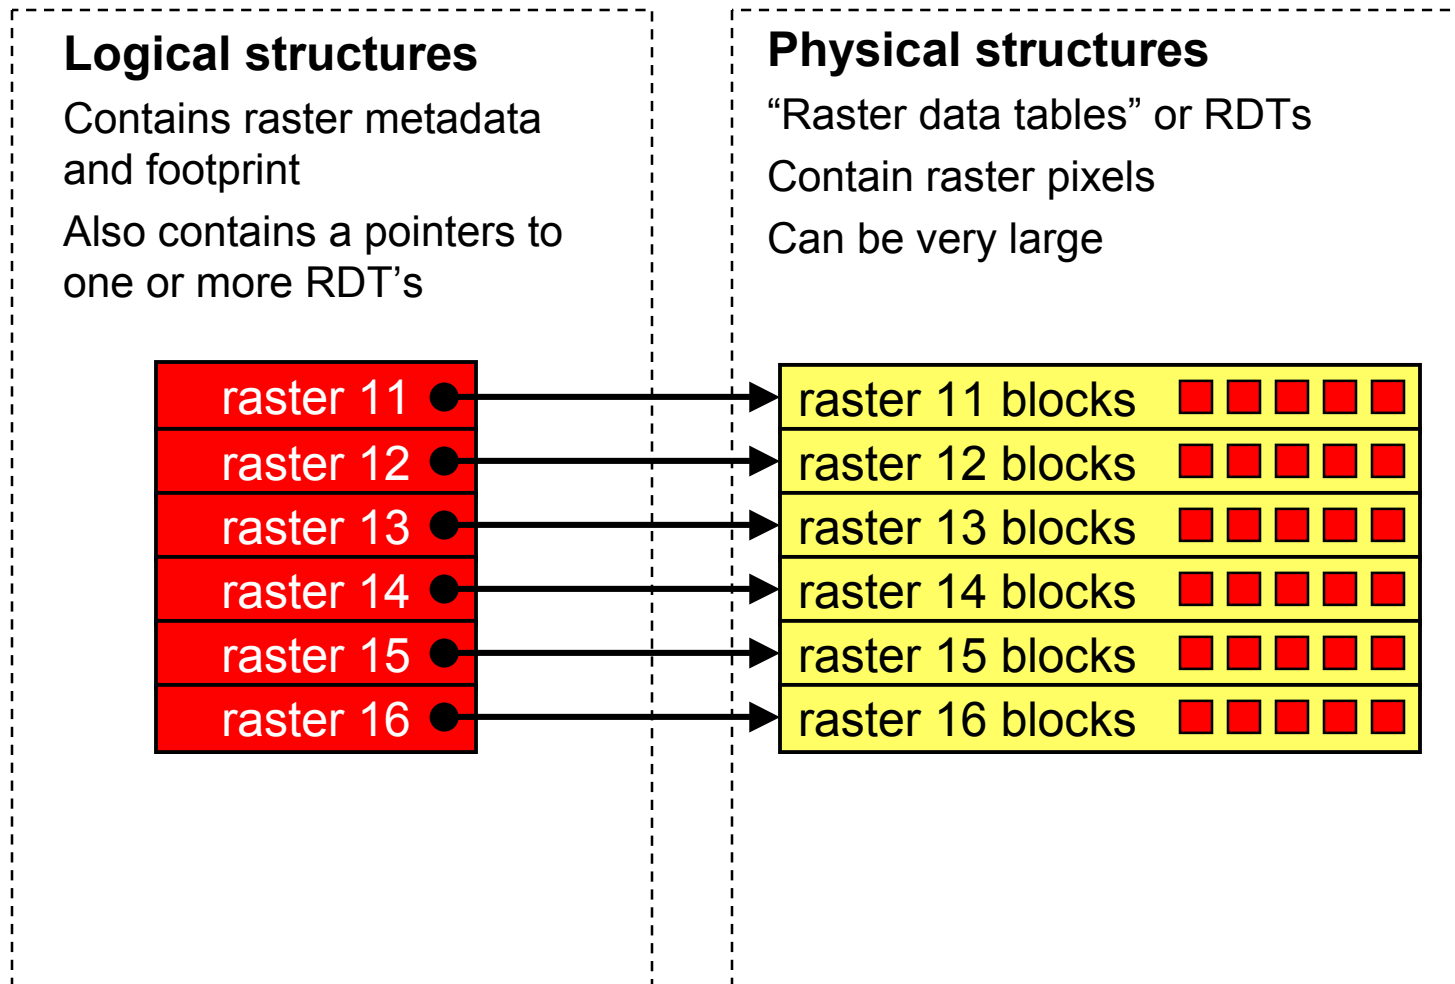 Logical structures
Contains raster metadata
and footprint
Also contains a pointers to
one or more RDT’s
raster 11
raster 12
raster 13
raster 14
raster 15
raster 16
Physical structures
“Raster data tables” or RDTs
Contain raster pixels
Can be very large
raster 11 blocks
raster 12 blocks
raster 13 blocks
raster 14 blocks
raster 15 blocks
raster 16 blocks